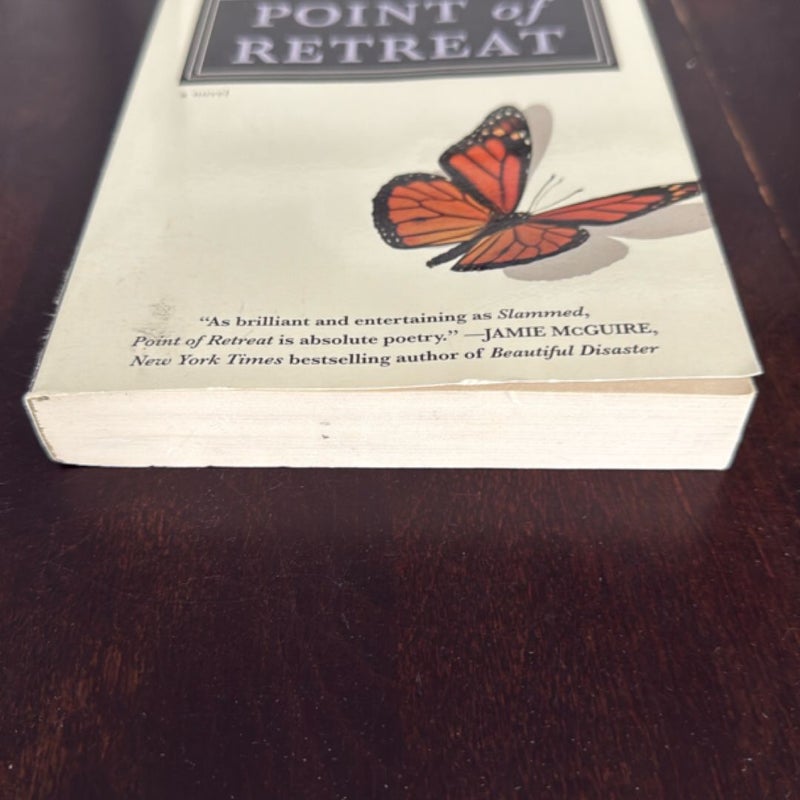 POINT of
RETREAT
a novel
“As brilliant and entertaining as Slammed,
Point of Retreat is absolute poetry.” —JAMIE McGUIRE,
New York Times bestselling author of Beautiful Disaster